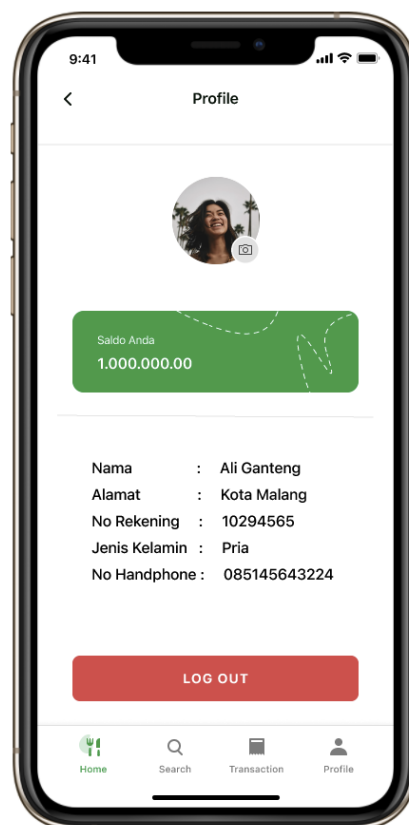 9:41
Profile
Saldo Anda
1.000.000.00
Nama : Ali Ganteng
Alamat : Kota Malang
No Rekening : 10294565
Jenis Kelamin : Pria
No Handphone : 085145643224
LOG OUT
Home Search Transaction Profile